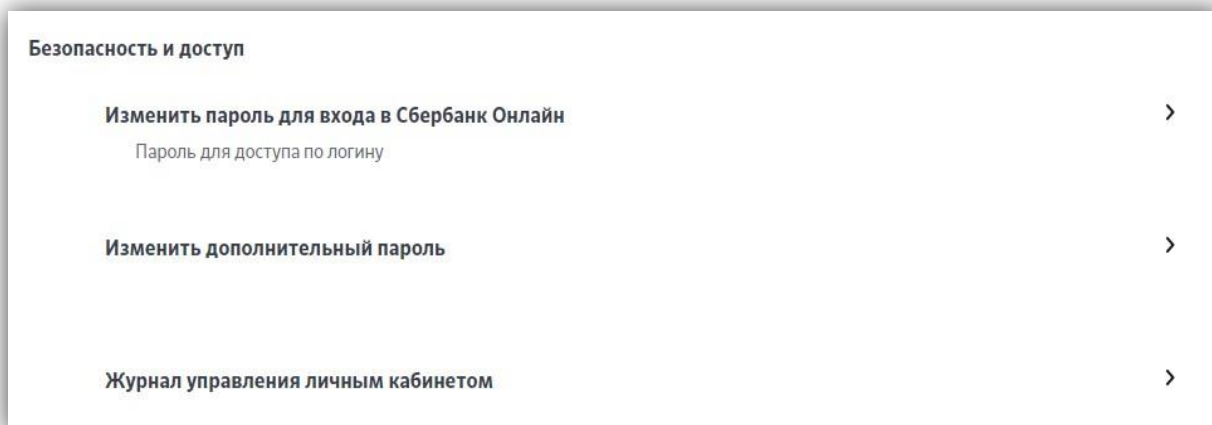 Безопасность и доступ
Изменить пароль для входа в Сбербанк Онлайн
Пароль для доступа по логину
Изменить дополнительный пароль
Журнал управления личным кабинетом